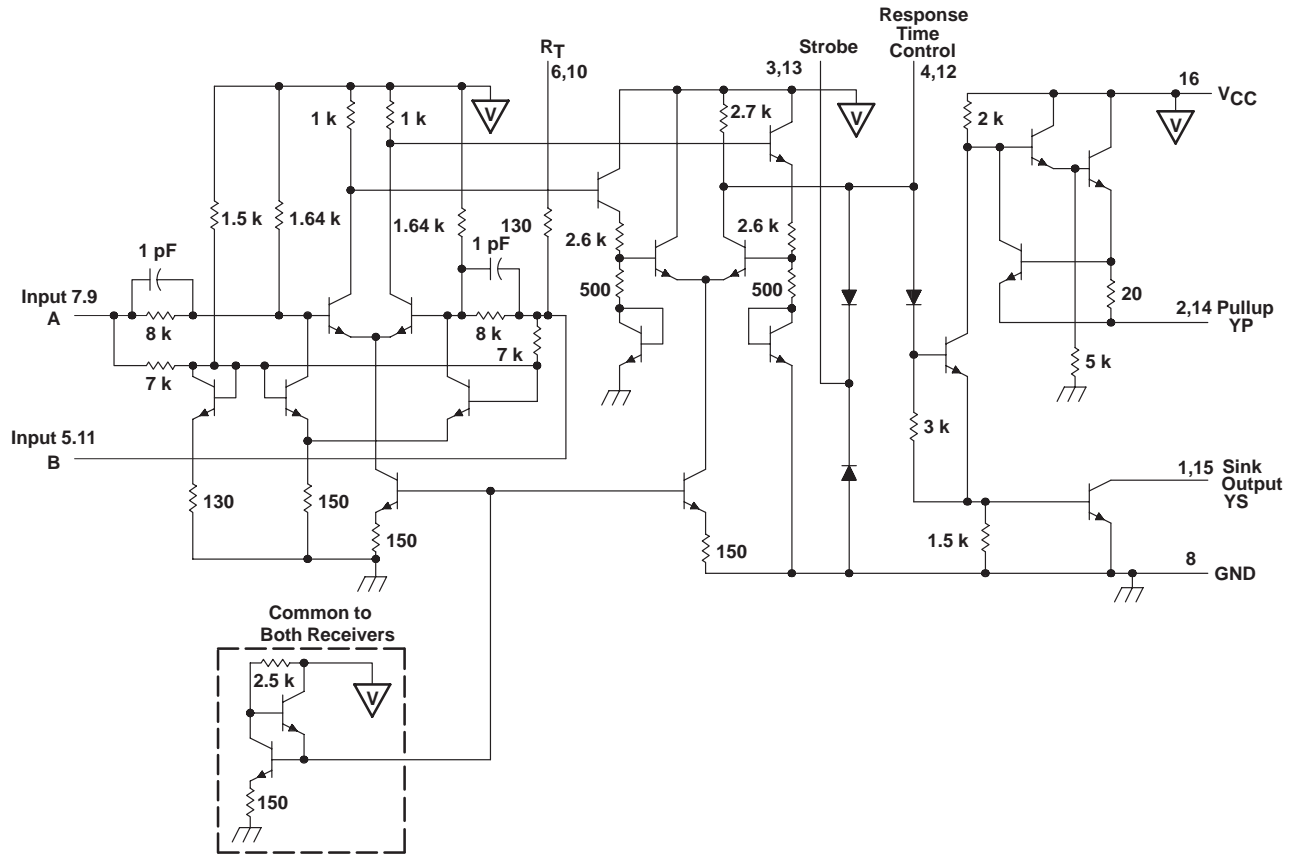 Response
Time
Control
4,12
Strobe
3,13
RT
6,10
16
VCC
V
V
V
1 k
1 k
2.7 k
2 k
1.5 k
1.64 k
1.64 k
130
1 pF
1 pF
2.6 k
2.6 k
500
500
20
Input 7.9
A
8 k
8 k
7 k
7 k
2,14 Pullup
YP
5 k
3 k
Input 5.11
B
130
150
150
150
1.5 k
1,15 Sink
Output
YS
8
GND
Common to
Both Receivers
2.5 k
V
150